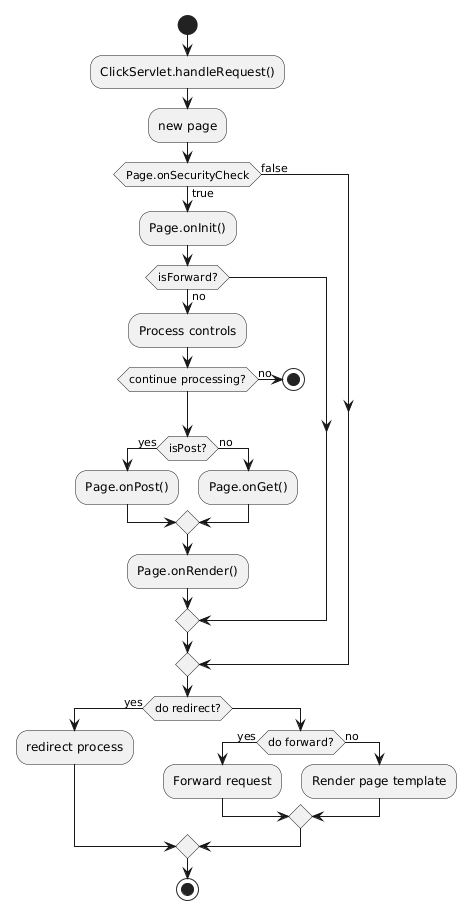 ClickServlet.handleRequest()
new page
Page.onSecurityCheck
false
true
Page.onInit()
isForward?
no
Process controls
continue processing?
no
yes
isPost?
no
Page.onPost()
Page.onGet()
Page.onRender()
yes
do redirect?
redirect process
yes
do forward?
no
Forward request
Render page template